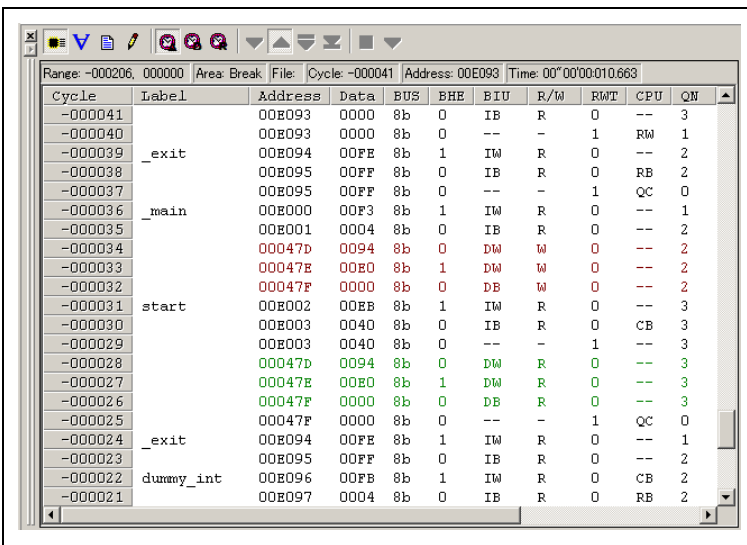 Range: -000206, 000000 Area: Break File: Cycle: -000041 Address: 00E093 Time: 00"00'00:010.663
Cycle Label Address Data BUS BHE BIU R/W RWT CPU QN
-000041 00E093 0000 8b 0 IB R 0 -- 3
-000040 00E093 0000 8b 0 -- - 1 RW 1
-000039 _exit 00E094 00FE 8b 1 IW R 0 -- 2
-000038 00E095 00FF 8b 0 IB R 0 RB 2
-000037 00E095 00FF 8b 0 -- - 1 QC 0
-000036 _main 00E000 00F3 8b 1 IW R 0 -- 1
-000035 00E001 0004 8b 0 IB R 0 -- 2
-000034 00047D 0094 8b 0 DW W 0 -- 2
-000033 00047E 00E0 8b 1 DW W 0 -- 2
-000032 00047F 0000 8b 0 DB W 0 -- 2
-000031 start 00E002 00EB 8b 1 IW R 0 -- 3
-000030 00E003 0040 8b 0 IB R 0 CB 3
-000029 00E003 0040 8b 0 -- - 1 -- 3
-000028 00047D 0094 8b 0 DW R 0 -- 3
-000027 00047E 00E0 8b 1 DW R 0 -- 3
-000026 00047F 0000 8b 0 DB R 0 -- 3
-000025 00047F 0000 8b 0 -- - 1 QC 0
-000024 _exit 00E094 00FE 8b 1 IW R 0 -- 1
-000023 00E095 00FF 8b 0 IB R 0 -- 2
-000022 dummy_int 00E096 00FB 8b 1 IW R 0 CB 2
-000021 00E097 0004 8b 0 IB R 0 RB 2